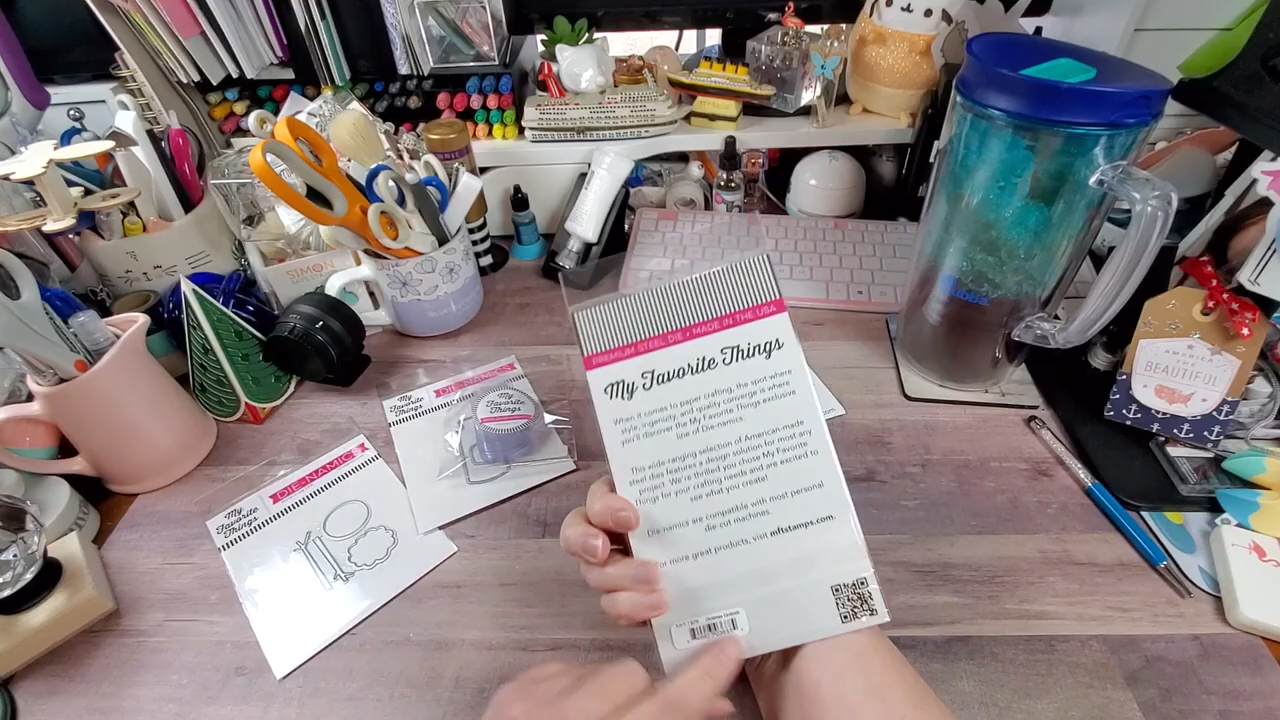 PREMIUM STEEL DIE • MADE IN THE USA
My Favorite Things
When it comes to paper crafting, the spot where
style, ingenuity, and quality converge is where
you'll discover the My Favorite Things exclusive
line of Die-namics.
This wide-ranging selection of American-made
steel dies features a design solution for most any
project. We're thrilled you chose My Favorite
Things for your crafting needs and are excited to
see what you create!
Die-namics are compatible with most personal
die-cut machines.
For more great products, visit mftstamps.com.
DIE-NAMICS
My
Favorite
Things
My
Favorite
Things
DIE-NAMICS
My
Favorite
Things
SIMON
bubba
AMERICA
THE
BEAUTIFUL
.com